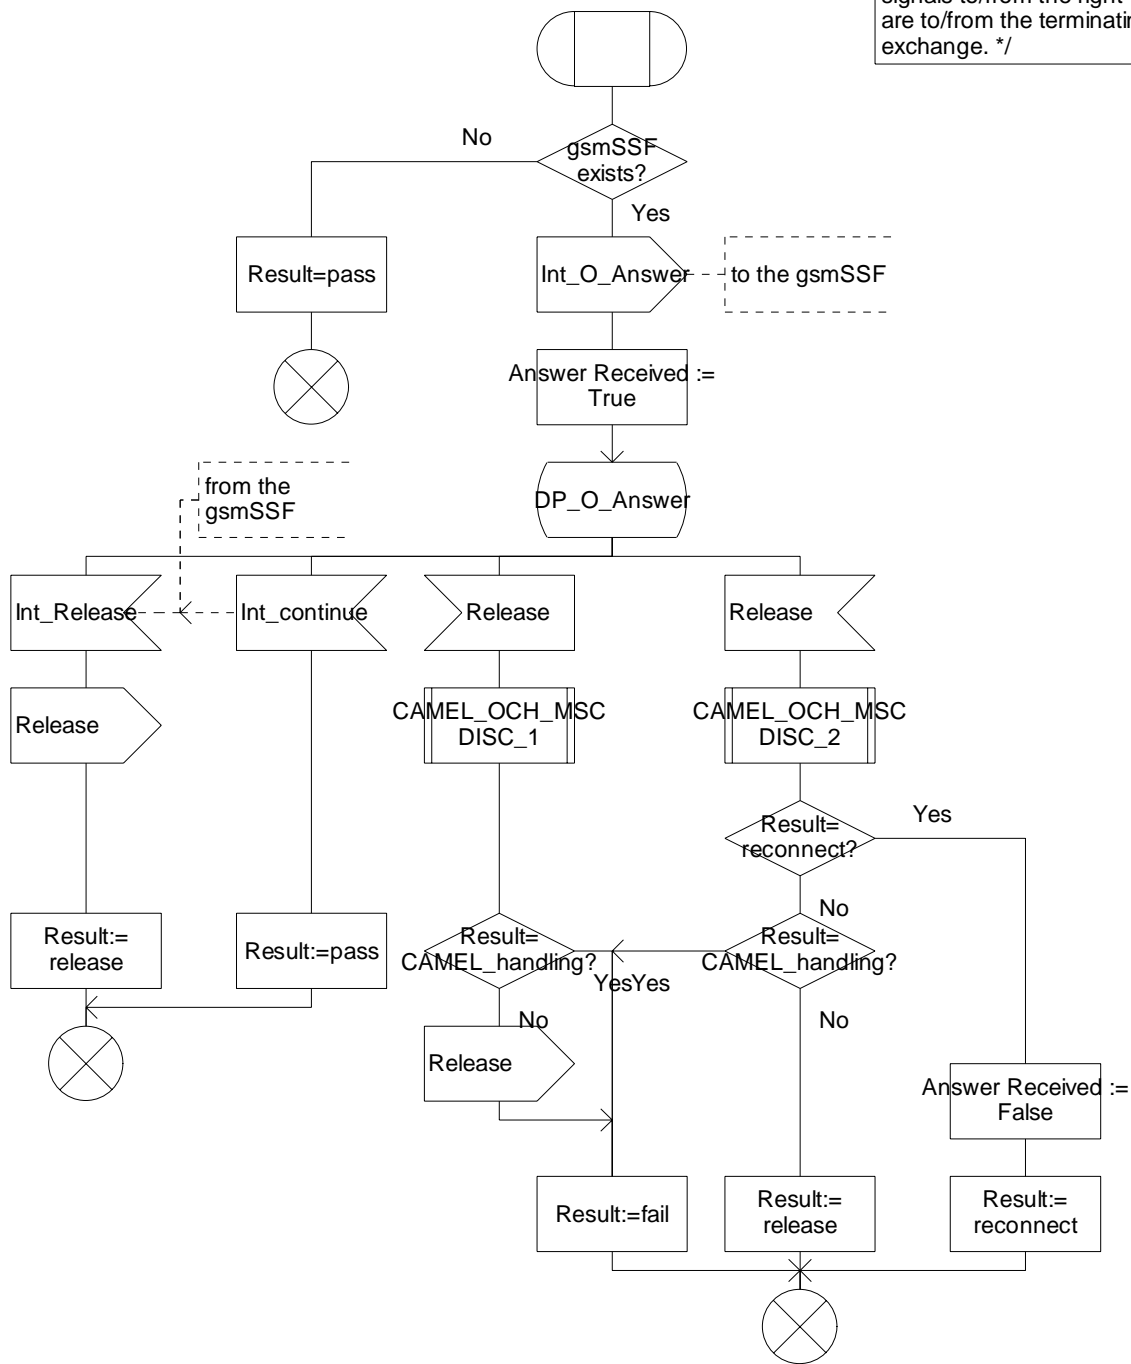 signals to/from the right
are to/from the
exchange. */
No
gsmSSF
exists?
Yes
Result=pass
Int_O_Answer
to the gsmSSF
Answer Received :=
True
from the
gsmSSF
DP_O_Answer
Int_Release
Int_continue
Release
Release
Release
CAMEL_OCH_MSC
DISC_1
CAMEL_OCH_MSC
DISC_2
Result=
reconnect?
Yes
No
Result:=
release
Result:=pass
Result=
CAMEL_handling?
Result=
CAMEL_handling?
YesYes
No
No
Release
Answer Received :=
False
Result:=fail
Result:=
release
Result:=
reconnect